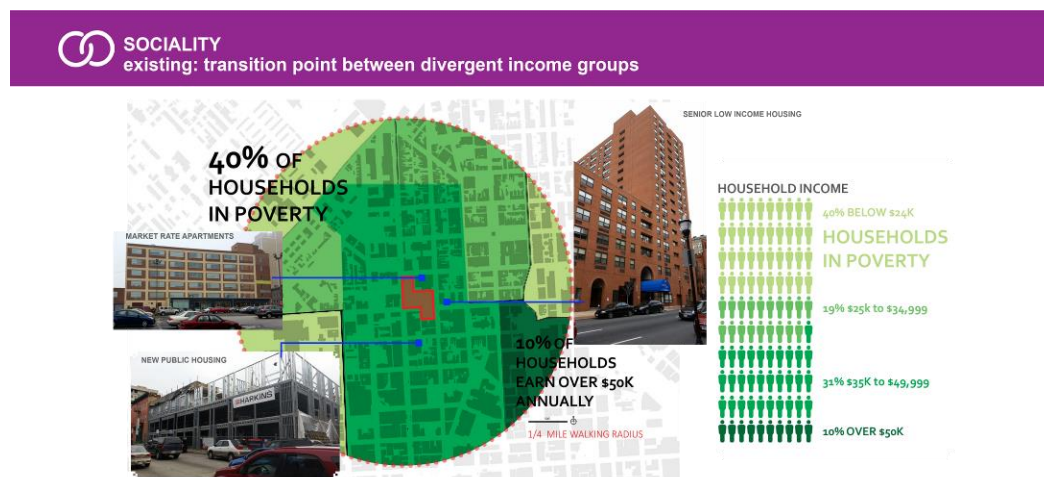 SOCIALITY
existing: transition point between divergent income groups
40% OF
HOUSEHOLDS
IN POVERTY
MARKET RATE APARTMENTS
NEW PUBLIC HOUSING
HARKINS
SENIOR LOW INCOME HOUSING
10% OF
HOUSEHOLDS
EARN OVER $50K
ANNUALLY
1/4 MILE WALKING RADIUS
HOUSEHOLD INCOME
40% BELOW $24K
HOUSEHOLDS
IN POVERTY
19% $25k to $34,999
31% $35K to $49,999
10% OVER $50K